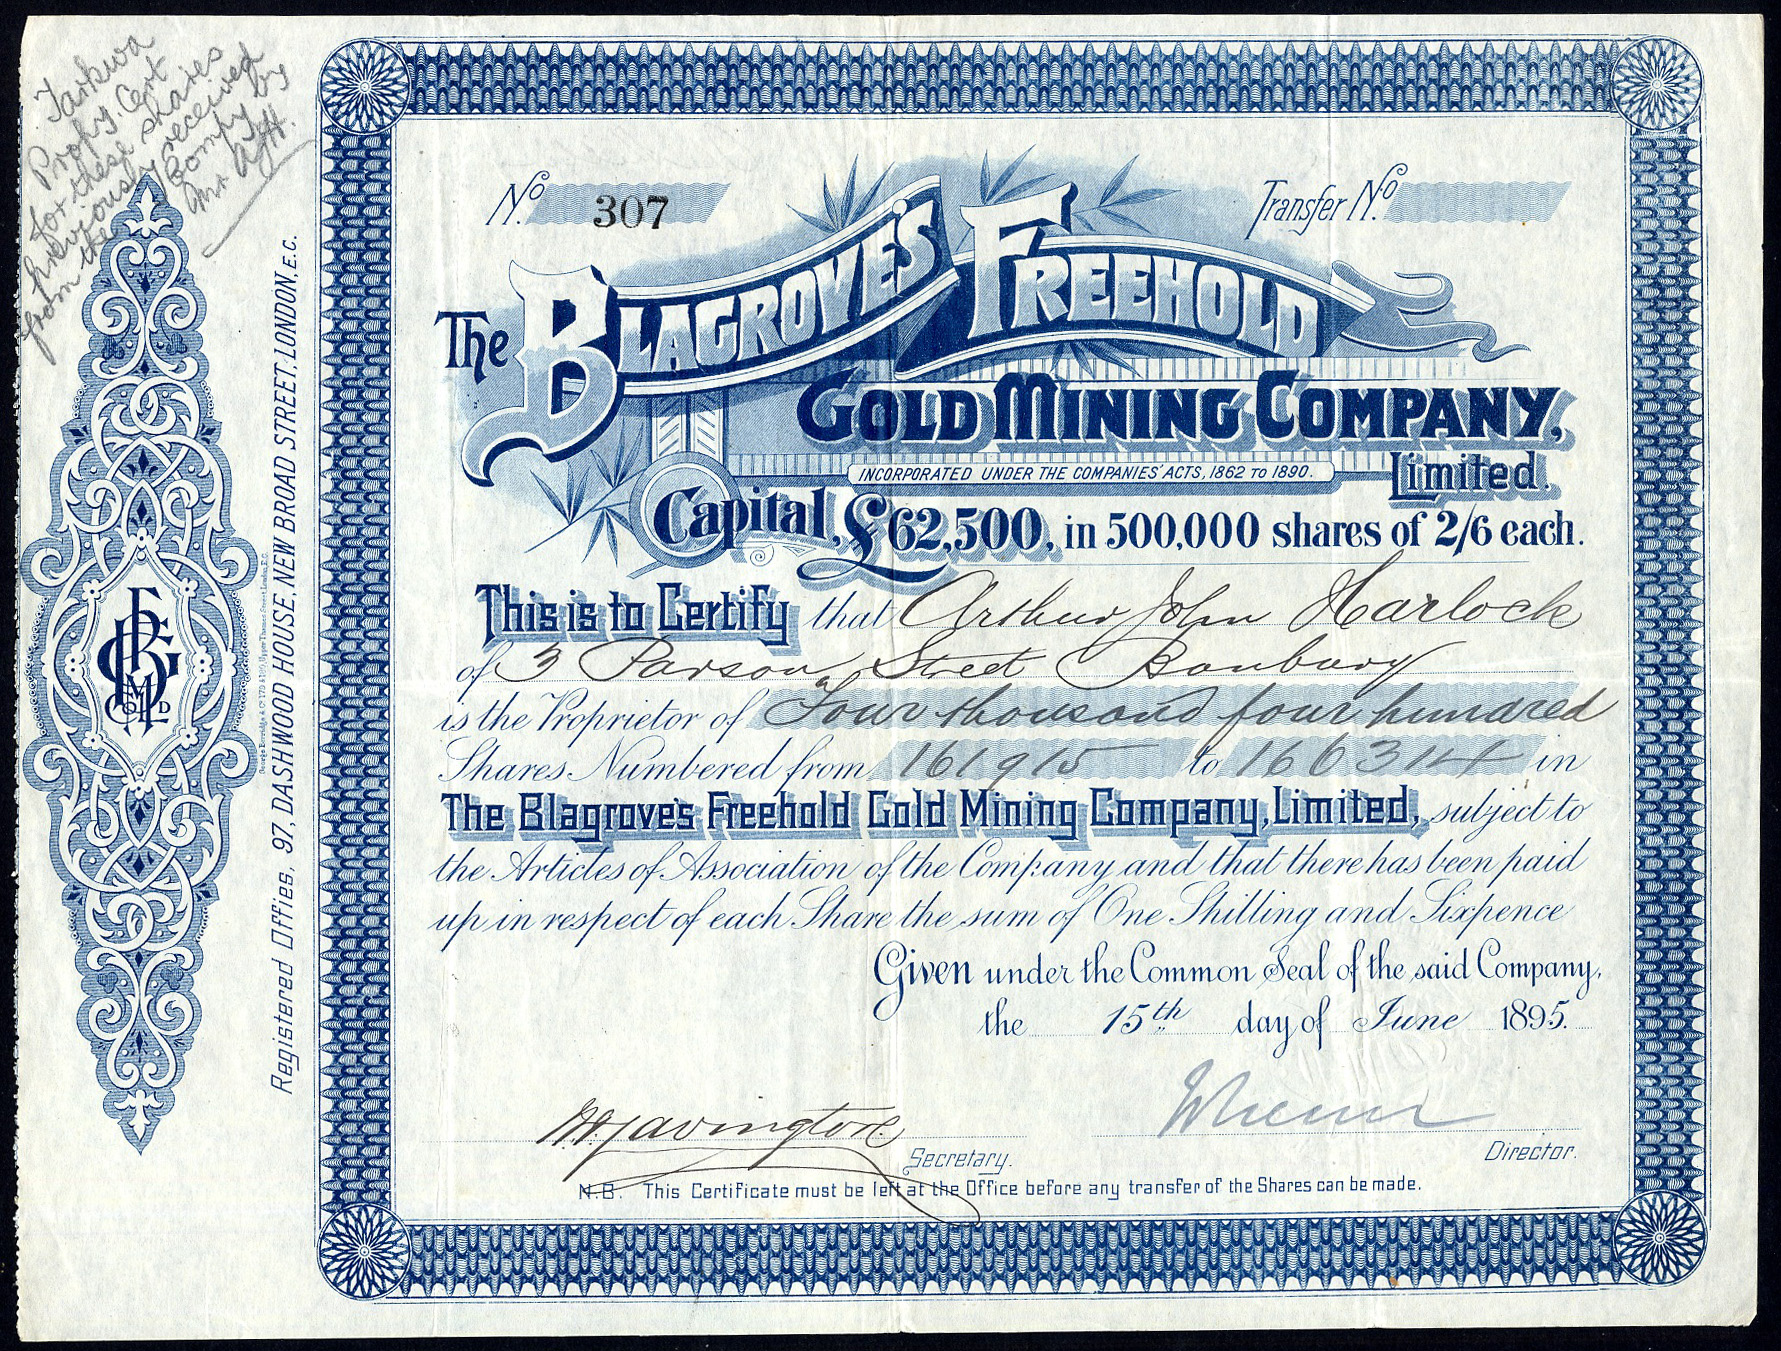 Tarkwa
Propy. Cert
for these shares
previously received
from the Compy by
Mr AJH.
No 307
Transfer No
The BLAGROVE'S FREEHOLD
GOLD MINING COMPANY,
Limited.
INCORPORATED UNDER THE COMPANIES' ACTS, 1862 TO 1890.
Capital, £62,500, in 500,000 shares of 2/6 each.
This is to Certify that Arthur John Harlock
of 3 Parson's Street Banbury
is the Proprietor of Four thousand four hundred
Shares Numbered from 161915 to 166314 in
The Blagrove's Freehold Gold Mining Company, Limited, subject to
the Articles of Association of the Company and that there has been paid
up in respect of each Share the sum of One Shilling and Sixpence
Given under the Common Seal of the said Company,
the 15th day of June 1895.
Secretary.
Director.
N.B. This Certificate must be left at the Office before any transfer of the Shares can be made.
Registered Offies, 97, DASHWOOD HOUSE, NEW BROAD STREET, LONDON, E.C.